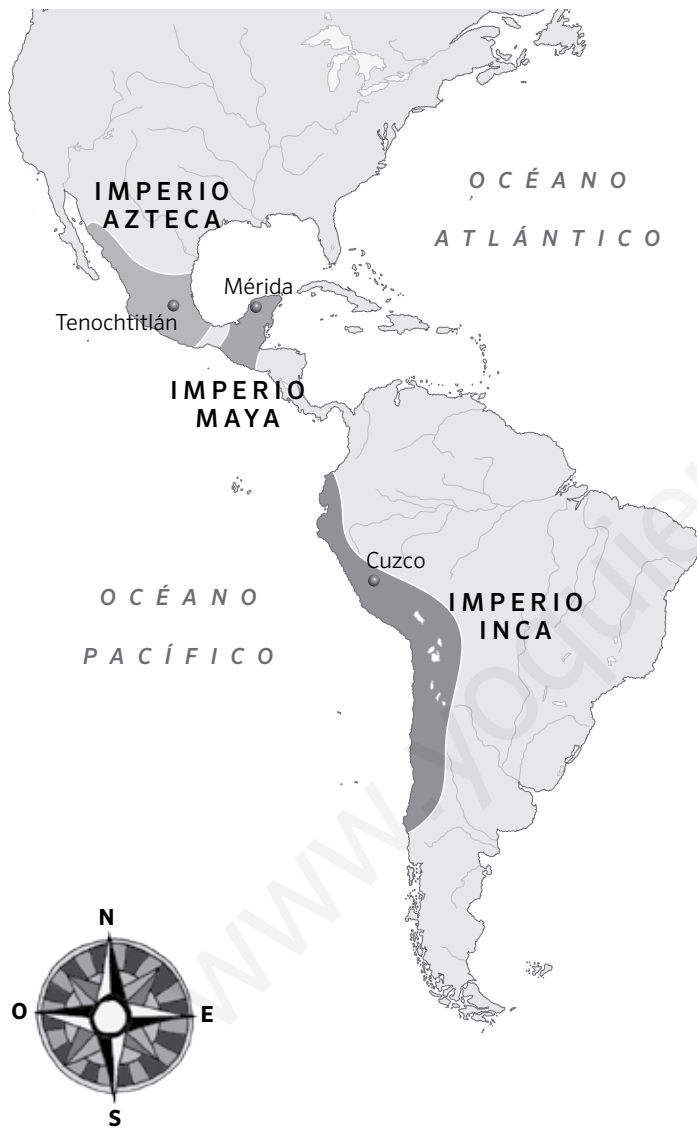 IMPERIO
AZTECA
OCÉANO
ATLÁNTICO
Mérida
Tenochtitlán
IMPERIO
MAYA
Cuzco
OCÉANO
PACÍFICO
IMPERIO
INCA
N
O
E
S